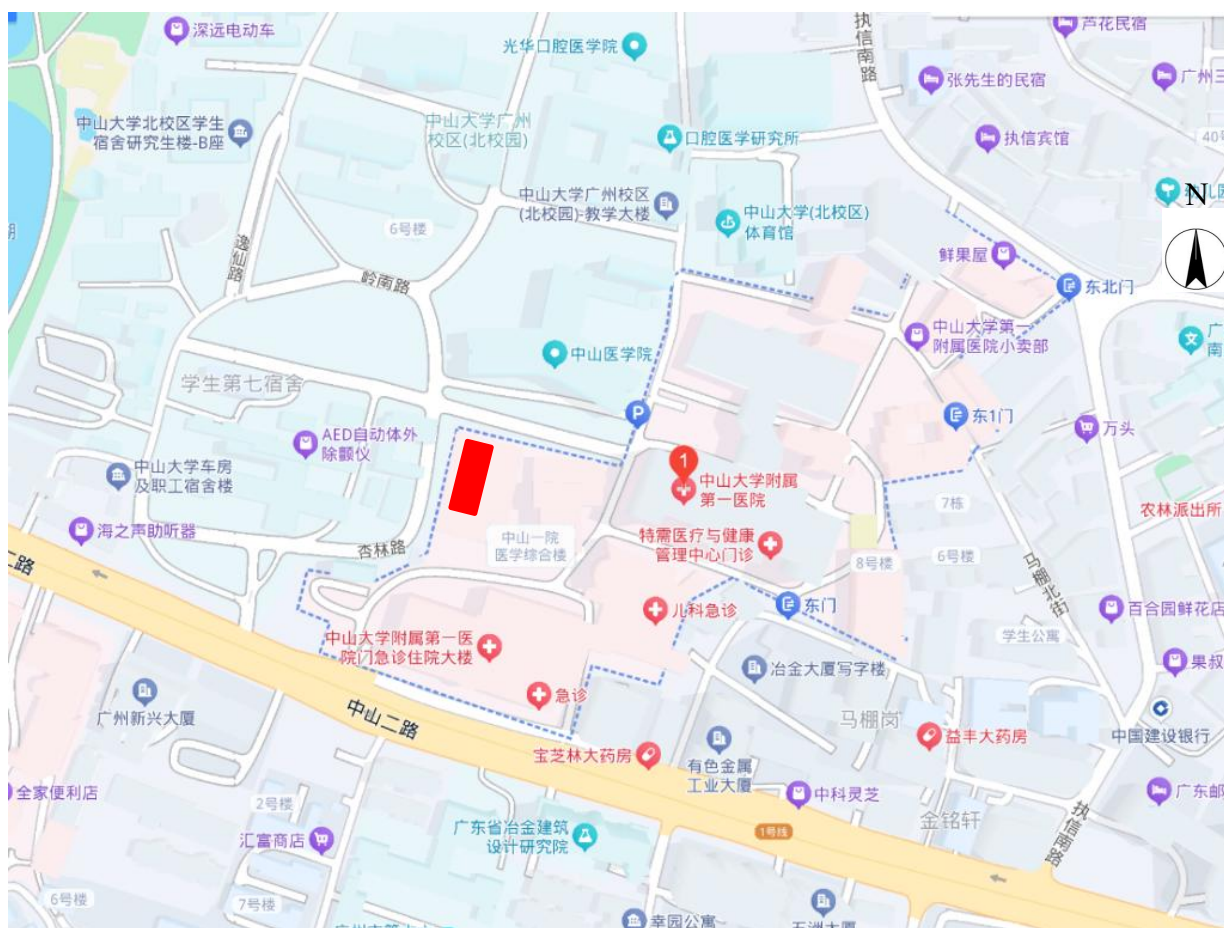 深远电动车
光华口腔医学院
执信南路
芦花民宿
张先生的民宿
广州三
中山大学北校区学生
宿舍研究生楼-B座
中山大学广州
校区(北校园)
口腔医学研究所
执信宾馆
40号
中山大学广州校区
(北校园)-教学大楼
中山大学(北校区)
体育馆
儿园
N
6号楼
逸仙路
岭南路
鲜果屋
东北门
中山大学第一
附属医院小卖部
广
南
中山医学院
学生第七宿舍
P
东1门
万头
AED自动体外
除颤仪
1
中山大学附属
第一医院
中山大学车房
及职工宿舍楼
7栋
农林派出所
海之声助听器
中山一院
医学综合楼
特需医疗与健康
管理中心门诊
杏林路
二路
8号楼
6号楼
马棚北街
儿科急诊
东门
百合园鲜花店
学生公寓
中山大学附属第一医
院门急诊住院大楼
冶金大厦写字楼
果叔
急诊
广州新兴大厦
中山二路
马棚岗
益丰大药房
中国建设银行
宝芝林大药房
有色金属
工业大厦
全家便利店
2号楼
中科灵芝
广东邮
金铭轩
执信南路
汇富商店
广东省冶金建筑
设计研究院
1号线
6号楼
7号楼
幸园公寓
五洲大厦